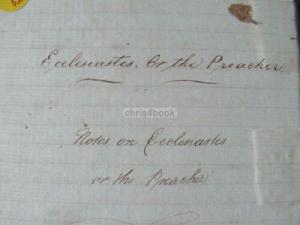 Ecclesiastes. Or the Preacher
chris4book
Notes on Ecclesiastes
or the Preacher